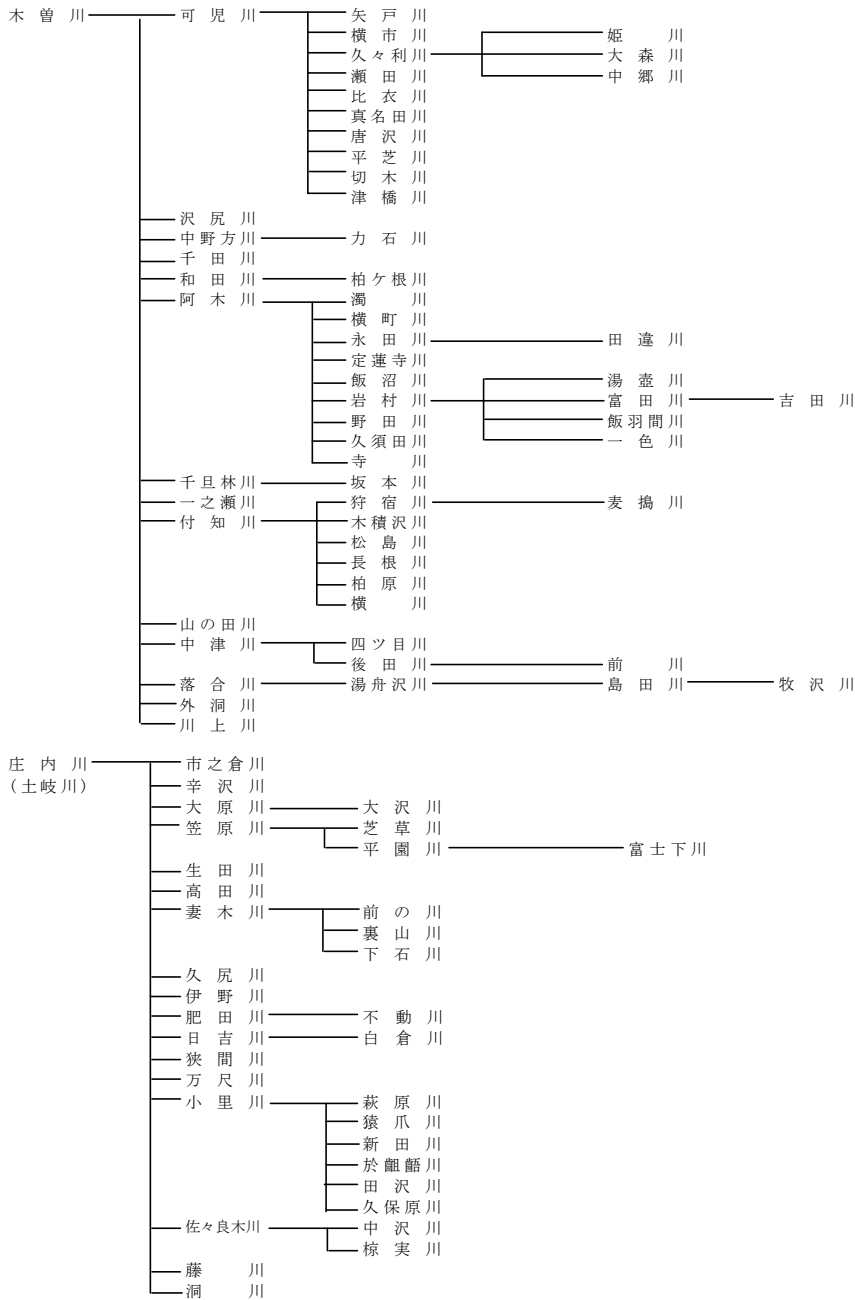 木曽川 可児川 矢戸川
横市川 姫川
久々利川 大森川
瀬田川 中郷川
比衣川
真名田川
唐沢川
平芝川
切木川
津橋川
沢尻川
中野方川 力石川
千田川
和田川 柏ケ根川
阿木川 濁川
横町川
永田川 田違川
定蓮寺川
飯沼川 湯壺川
岩村川 富田川 吉田川
野田川 飯羽間川
久須田川 一色川
寺川
千旦林川 坂本川
一之瀬川 狩宿川 麦搗川
付知川 木積沢川
松島川
長根川
柏原川
横川
山の田川
中津川 四ツ目川
後田川 前川
落合川 湯舟沢川 島田川 牧沢川
外洞川
川上川
庄内川 市之倉川
(土岐川) 辛沢川
大原川 大沢川
笠原川 芝草川
平園川 富士下川
生田川
高田川
妻木川 前の川
裏山川
下石川
久尻川
伊野川
肥田川 不動川
日吉川 白倉川
狭間川
万尺川
小里川 萩原川
猿爪川
新田川
於齟齬川
田沢川
久保原川
佐々良木川 中沢川
椋実川
藤川
洞川